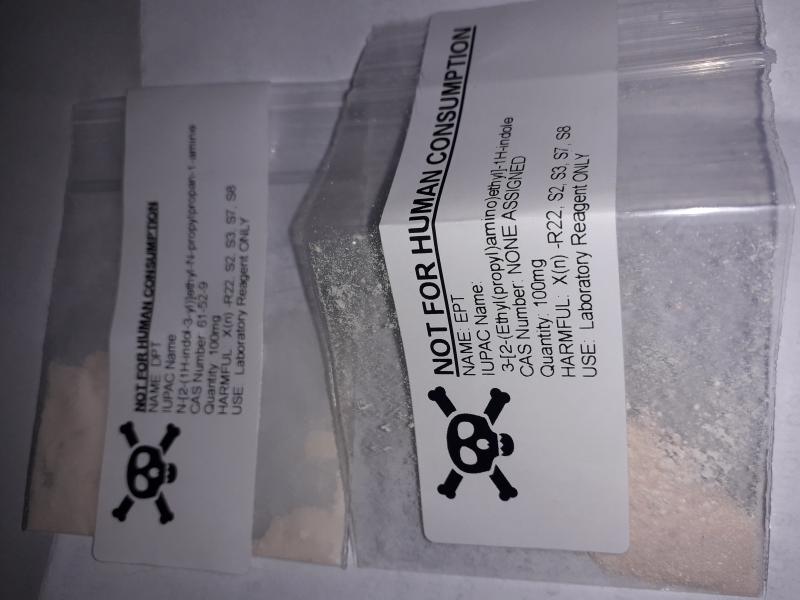 NOT FOR HUMAN CONSUMPTION
NAME: DPT
IUPAC Name
N-[2-(1H-indol-3-yl)]ethyl-N-propylpropan-1-amine
CAS Number 61-52-9
Quantity 100mg
HARMFUL X(n) -R22, S2, S3, S7, S8
USE: Laboratory Reagent ONLY
NOT FOR HUMAN CONSUMPTION
NAME: EPT
IUPAC Name:
3-[2-(Ethyl(propyl)amino)ethyl]-1H-indole
CAS Number: NONE ASSIGNED
Quantity: 100mg
HARMFUL: X(n) -R22, S2, S3, S7, S8
USE: Laboratory Reagent ONLY